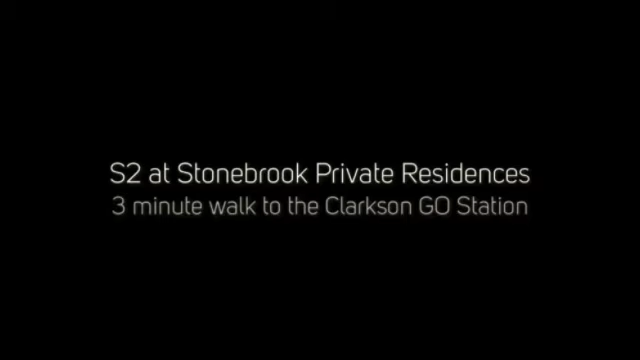 S2 at Stonebrook Private Residences
3 minute walk to the Clarkson GO Station